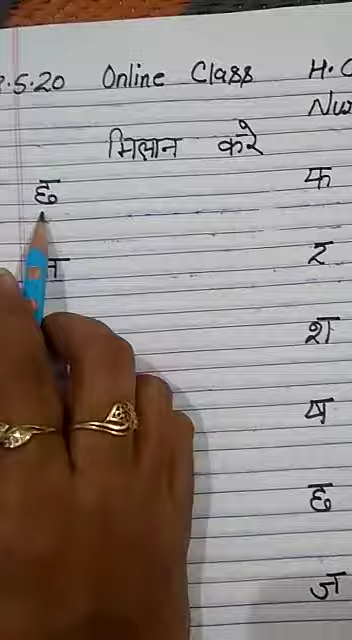 .5.20 Online Class H.
मिलान करे
छ फ
र
श
ष
छ
ज